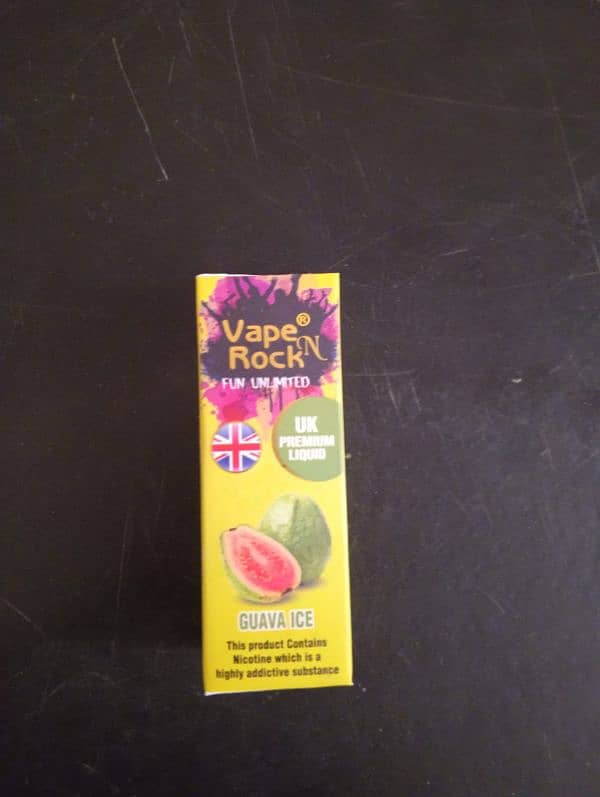 Vape® N
Rock
FUN UNLIMITED
UK
PREMIUM
LIQUID
GUAVA ICE
This product Contains
Nicotine which is a
highly addictive substance